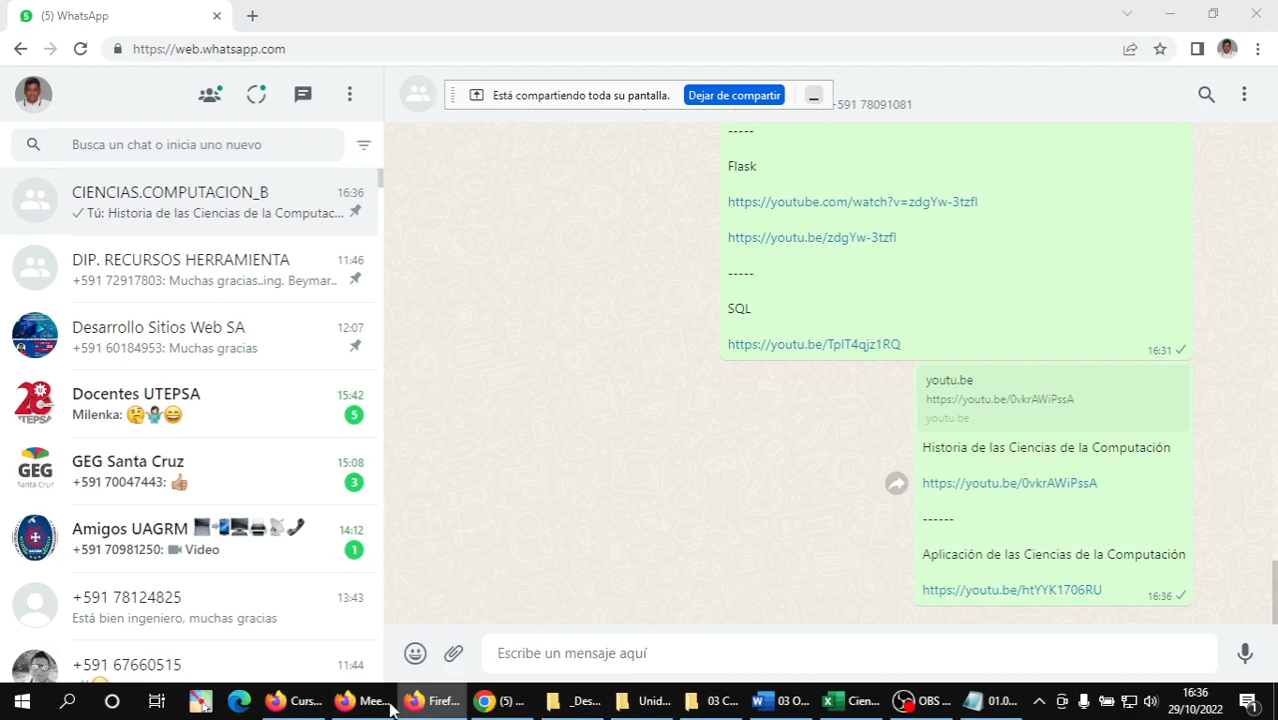 5
(5) WhatsApp
https://web.whatsapp.com
Está compartiendo toda su pantalla.
Dejar de compartir
+591 78091081
Busca un chat o inicia uno nuevo
CIENCIAS.COMPUTACION_B
16:36
Tú: Historia de las Ciencias de la Computac...
DIP. RECURSOS HERRAMIENTA
11:46
+591 72917803: Muchas gracias..ing. Beymar..
Desarrollo Sitios Web SA
12:07
+591 60184953: Muchas gracias
Docentes UTEPSA
15:42
Milenka: 🤔🤷‍♂️😄
5
GEG Santa Cruz
15:08
+591 70047443: 👍🏼
3
Amigos UAGRM
14:12
+591 70981250: Video
1
+591 78124825
13:43
Está bien ingeniero, muchas gracias
+591 67660515
11:44
-----
Flask
https://youtube.com/watch?v=zdgYw-3tzfI
https://youtu.be/zdgYw-3tzfI
-----
SQL
https://youtu.be/TpIT4qjz1RQ
16:31
youtu.be
https://youtu.be/0vkrAWiPssA
youtu.be
Historia de las Ciencias de la Computación
https://youtu.be/0vkrAWiPssA
------
Aplicación de las Ciencias de la Computación
https://youtu.be/htYYK1706RU
16:36
Escribe un mensaje aquí
Curs...
Mee...
Firef...
(5) ...
_Des...
Unid...
03 C...
03 O...
Cien...
OBS ...
01.0...
16:36
29/10/2022
1